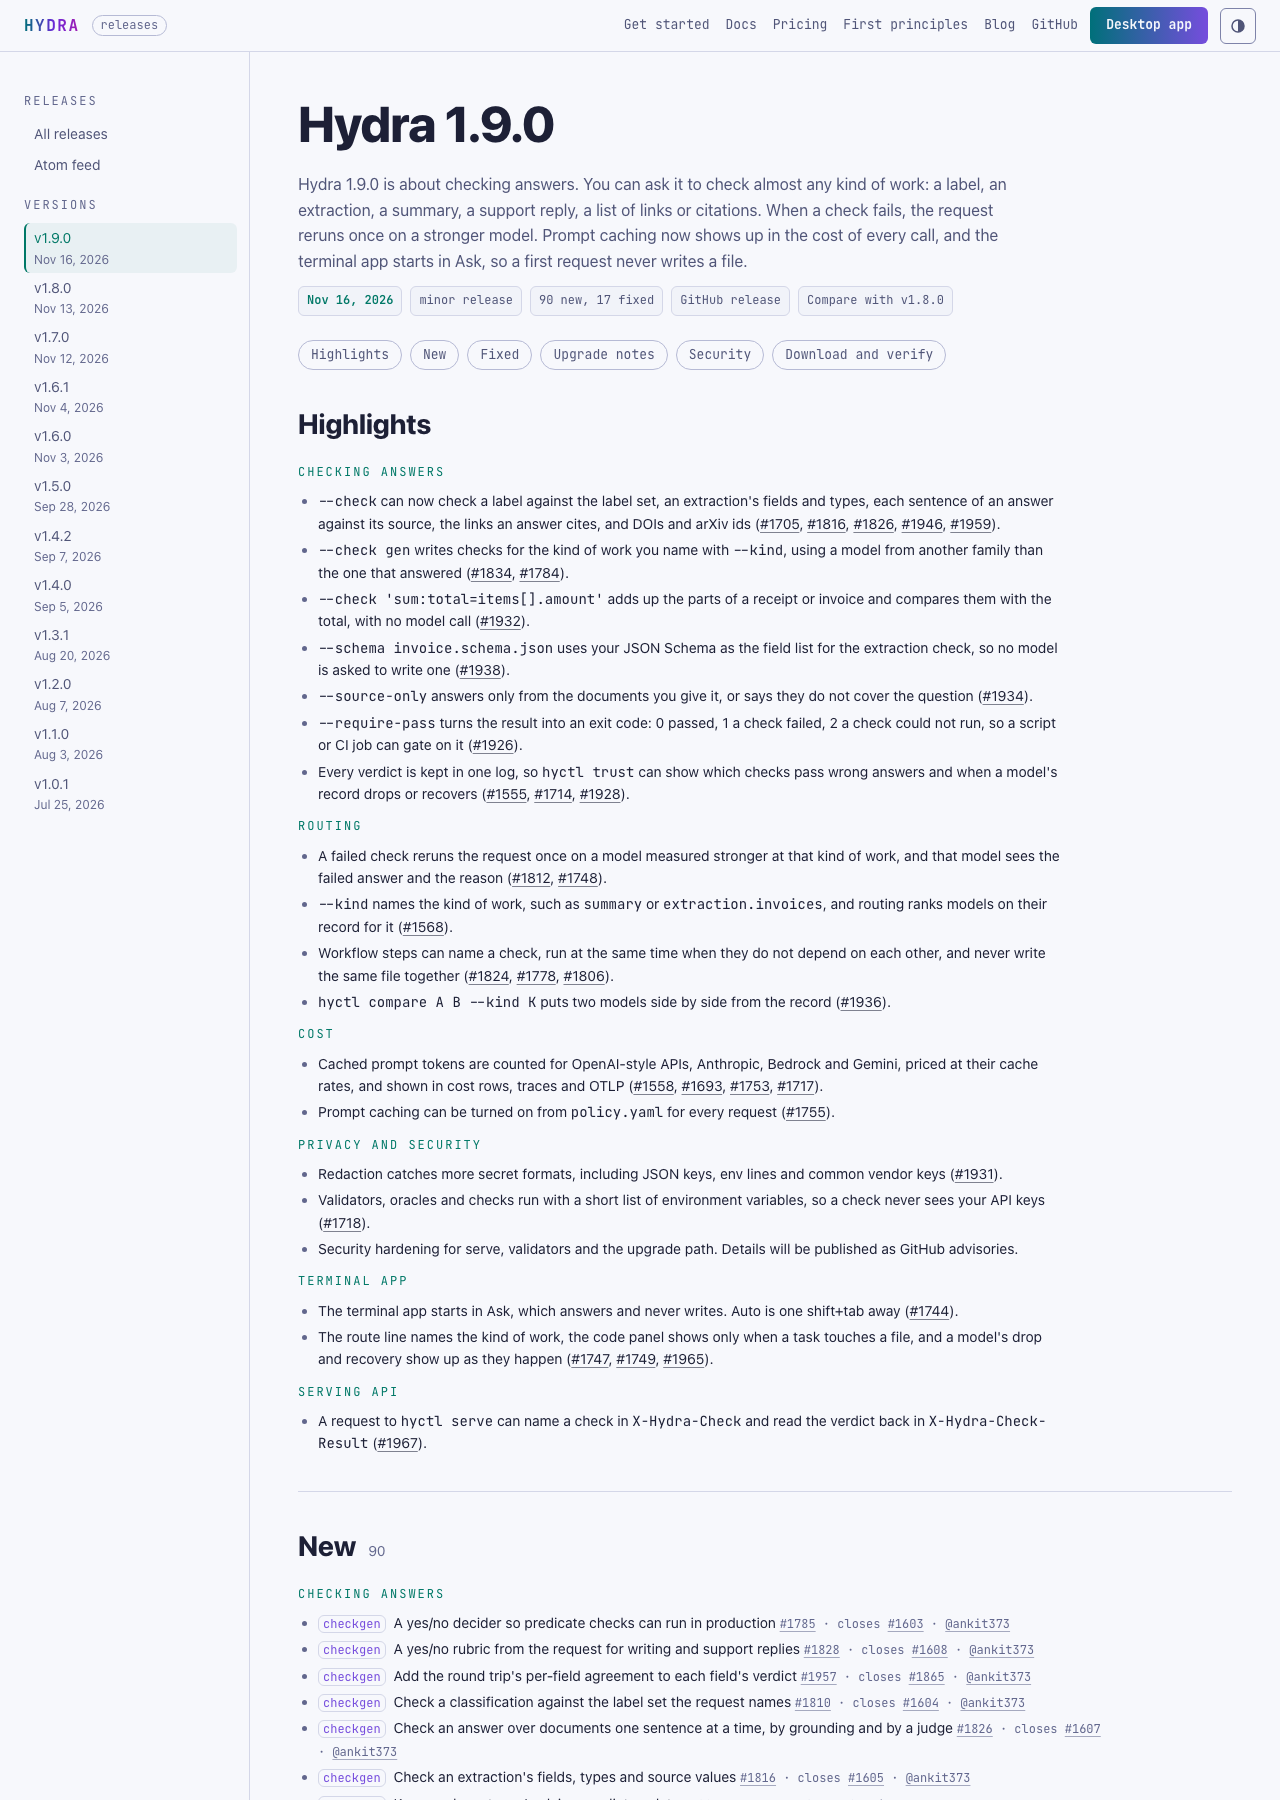 HYDRA releases Get started Docs Pricing First principles Blog GitHub Desktop app
RELEASES
All releases
Atom feed
VERSIONS
v1.9.0
Nov 16, 2026
v1.8.0
Nov 13, 2026
v1.7.0
Nov 12, 2026
v1.6.1
Nov 4, 2026
v1.6.0
Nov 3, 2026
v1.5.0
Sep 28, 2026
v1.4.2
Sep 7, 2026
v1.4.0
Sep 5, 2026
v1.3.1
Aug 20, 2026
v1.2.0
Aug 7, 2026
v1.1.0
Aug 3, 2026
v1.0.1
Jul 25, 2026
Hydra 1.9.0
Hydra 1.9.0 is about checking answers. You can ask it to check almost any kind of work: a label, an
extraction, a summary, a support reply, a list of links or citations. When a check fails, the request
reruns once on a stronger model. Prompt caching now shows up in the cost of every call, and the
terminal app starts in Ask, so a first request never writes a file.
Nov 16, 2026 minor release 90 new, 17 fixed GitHub release Compare with v1.8.0
Highlights New Fixed Upgrade notes Security Download and verify
Highlights
CHECKING ANSWERS
• --check can now check a label against the label set, an extraction's fields and types, each sentence of an answer
against its source, the links an answer cites, and DOIs and arXiv ids (#1705, #1816, #1826, #1946, #1959).
• --check gen writes checks for the kind of work you name with --kind, using a model from another family than
the one that answered (#1834, #1784).
• --check 'sum:total=items[].amount' adds up the parts of a receipt or invoice and compares them with the
total, with no model call (#1932).
• --schema invoice.schema.json uses your JSON Schema as the field list for the extraction check, so no model
is asked to write one (#1938).
• --source-only answers only from the documents you give it, or says they do not cover the question (#1934).
• --require-pass turns the result into an exit code: 0 passed, 1 a check failed, 2 a check could not run, so a script
or CI job can gate on it (#1926).
• Every verdict is kept in one log, so hyctl trust can show which checks pass wrong answers and when a model's
record drops or recovers (#1555, #1714, #1928).
ROUTING
• A failed check reruns the request once on a model measured stronger at that kind of work, and that model sees the
failed answer and the reason (#1812, #1748).
• --kind names the kind of work, such as summary or extraction.invoices, and routing ranks models on their
record for it (#1568).
• Workflow steps can name a check, run at the same time when they do not depend on each other, and never write
the same file together (#1824, #1778, #1806).
• hyctl compare A B --kind K puts two models side by side from the record (#1936).
COST
• Cached prompt tokens are counted for OpenAI-style APIs, Anthropic, Bedrock and Gemini, priced at their cache
rates, and shown in cost rows, traces and OTLP (#1558, #1693, #1753, #1717).
• Prompt caching can be turned on from policy.yaml for every request (#1755).
PRIVACY AND SECURITY
• Redaction catches more secret formats, including JSON keys, env lines and common vendor keys (#1931).
• Validators, oracles and checks run with a short list of environment variables, so a check never sees your API keys
(#1718).
• Security hardening for serve, validators and the upgrade path. Details will be published as GitHub advisories.
TERMINAL APP
• The terminal app starts in Ask, which answers and never writes. Auto is one shift+tab away (#1744).
• The route line names the kind of work, the code panel shows only when a task touches a file, and a model's drop
and recovery show up as they happen (#1747, #1749, #1965).
SERVING API
• A request to hyctl serve can name a check in X-Hydra-Check and read the verdict back in X-Hydra-Check-
Result (#1967).
New 90
CHECKING ANSWERS
• checkgen A yes/no decider so predicate checks can run in production #1785 · closes #1603 · @ankit373
• checkgen A yes/no rubric from the request for writing and support replies #1828 · closes #1608 · @ankit373
• checkgen Add the round trip's per-field agreement to each field's verdict #1957 · closes #1865 · @ankit373
• checkgen Check a classification against the label set the request names #1810 · closes #1604 · @ankit373
• checkgen Check an answer over documents one sentence at a time, by grounding and by a judge #1826 · closes #1607
· @ankit373
• checkgen Check an extraction's fields, types and source values #1816 · closes #1605 · @ankit373